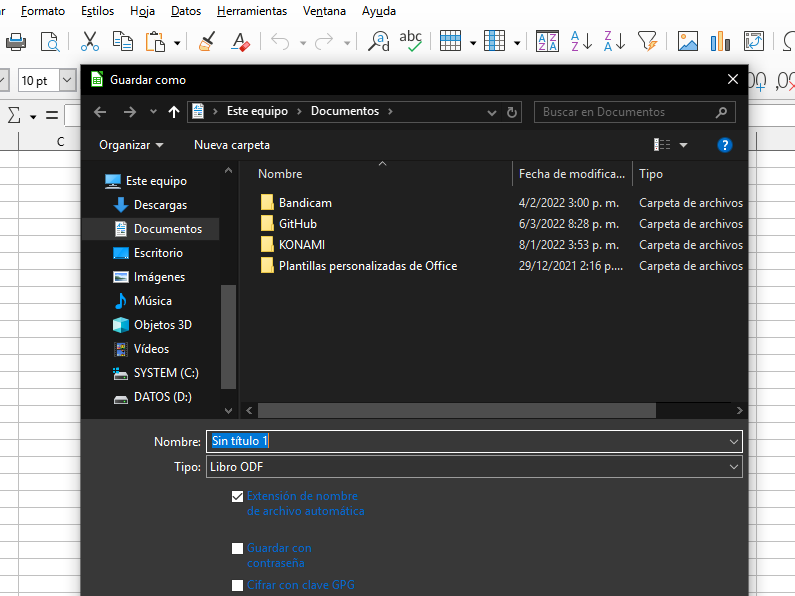 Formato Estilos Hoja Datos Herramientas Ventana Ayuda
abc
A Z
Z A
10 pt
Guardar como
Este equipo > Documentos >
Buscar en Documentos
Organizar
Nueva carpeta
?
C
Este equipo
Descargas
Documentos
Escritorio
Imágenes
Música
Objetos 3D
Vídeos
SYSTEM (C:)
DATOS (D:)
Nombre Fecha de modifica... Tipo
Bandicam 4/2/2022 3:00 p. m. Carpeta de archivos
GitHub 6/3/2022 8:28 p. m. Carpeta de archivos
KONAMI 8/1/2022 3:53 p. m. Carpeta de archivos
Plantillas personalizadas de Office 29/12/2021 2:16 p.... Carpeta de archivos
Nombre: Sin título 1
Tipo: Libro ODF
Extensión de nombre
de archivo automática
Guardar con
contraseña
Cifrar con clave GPG